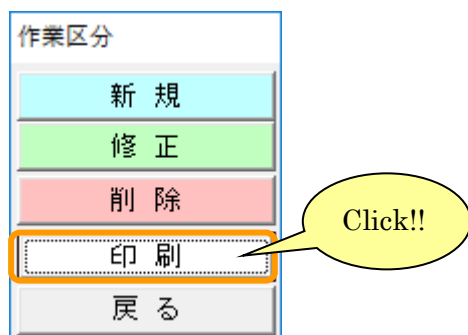 作業区分
新 規
修 正
削 除
印 刷
Click!!
戻 る